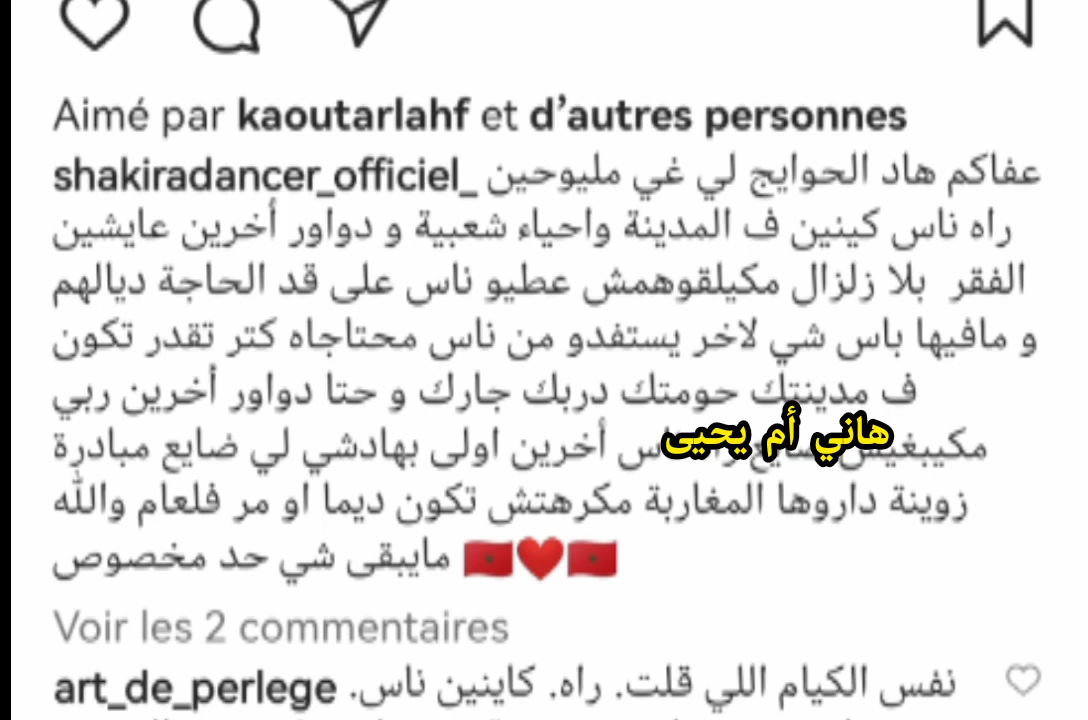 Aimé par kaoutarlahf et d’autres personnes
shakiradancer_officiel_ عفاكم هاد الحوايج لي غي مليوحين
راه ناس كينين ف المدينة واحياء شعبية و دواور أخرين عايشين
الفقر بلا زلزال مكيلقوهمش عطيو ناس على قد الحاجة ديالهم
و مافيها باس شي لاخر يستفدو من ناس محتاجاه كتر تقدر تكون
ف مدينتك حومتك دربك جارك و حتا دواور أخرين ربي
هاني أم يحيى
مكيبغيش أخرين اولى بهادشي لي ضايع مبادرة
زوينة داروها المغاربة مكرهتش تكون ديما او مر فلعام والله
مايبقى شي حد مخصوص 🇲🇦❤️🇲🇦
Voir les 2 commentaires
art_de_perlege نفس الكيام اللي قلت. راه. كاينين ناس.